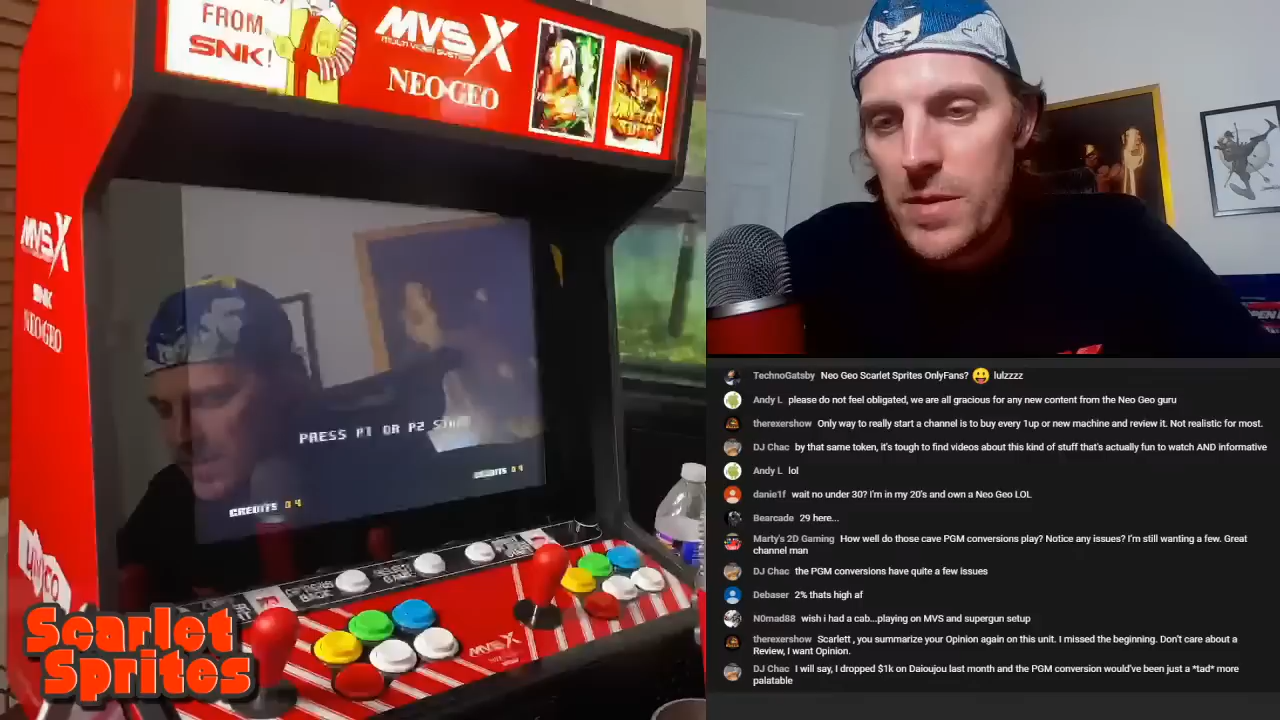 FROM
SNK!
MVSX
MULTI VIDEO SYSTEM
NEO·GEO
MVSX
SNK
NEO·GEO
PRESS P1 OR P2
CREDITS 04
CREDITS 04
MVSX
Scarlet
Sprites
TechnoGatsby Neo Geo Scarlet Sprites OnlyFans? 😛 lulzzzz
Andy L please do not feel obligated, we are all gracious for any new content from the Neo Geo guru
therexershow Only way to really start a channel is to buy every 1up or new machine and review it. Not realistic for most.
DJ Chac by that same token, it's tough to find videos about this kind of stuff that's actually fun to watch AND informative
Andy L lol
danie1f wait no under 30? I'm in my 20's and own a Neo Geo LOL
Bearcade 29 here...
Marty's 2D Gaming How well do those cave PGM conversions play? Notice any issues? I'm still wanting a few. Great
channel man
DJ Chac the PGM conversions have quite a few issues
Debaser 2% thats high af
N0mad88 wish i had a cab...playing on MVS and supergun setup
therexershow Scarlett , you summarize your Opinion again on this unit. I missed the beginning. Don't care about a
Review, I want Opinion.
DJ Chac I will say, I dropped $1k on Daioujou last month and the PGM conversion would've been just a *tad* more
palatable